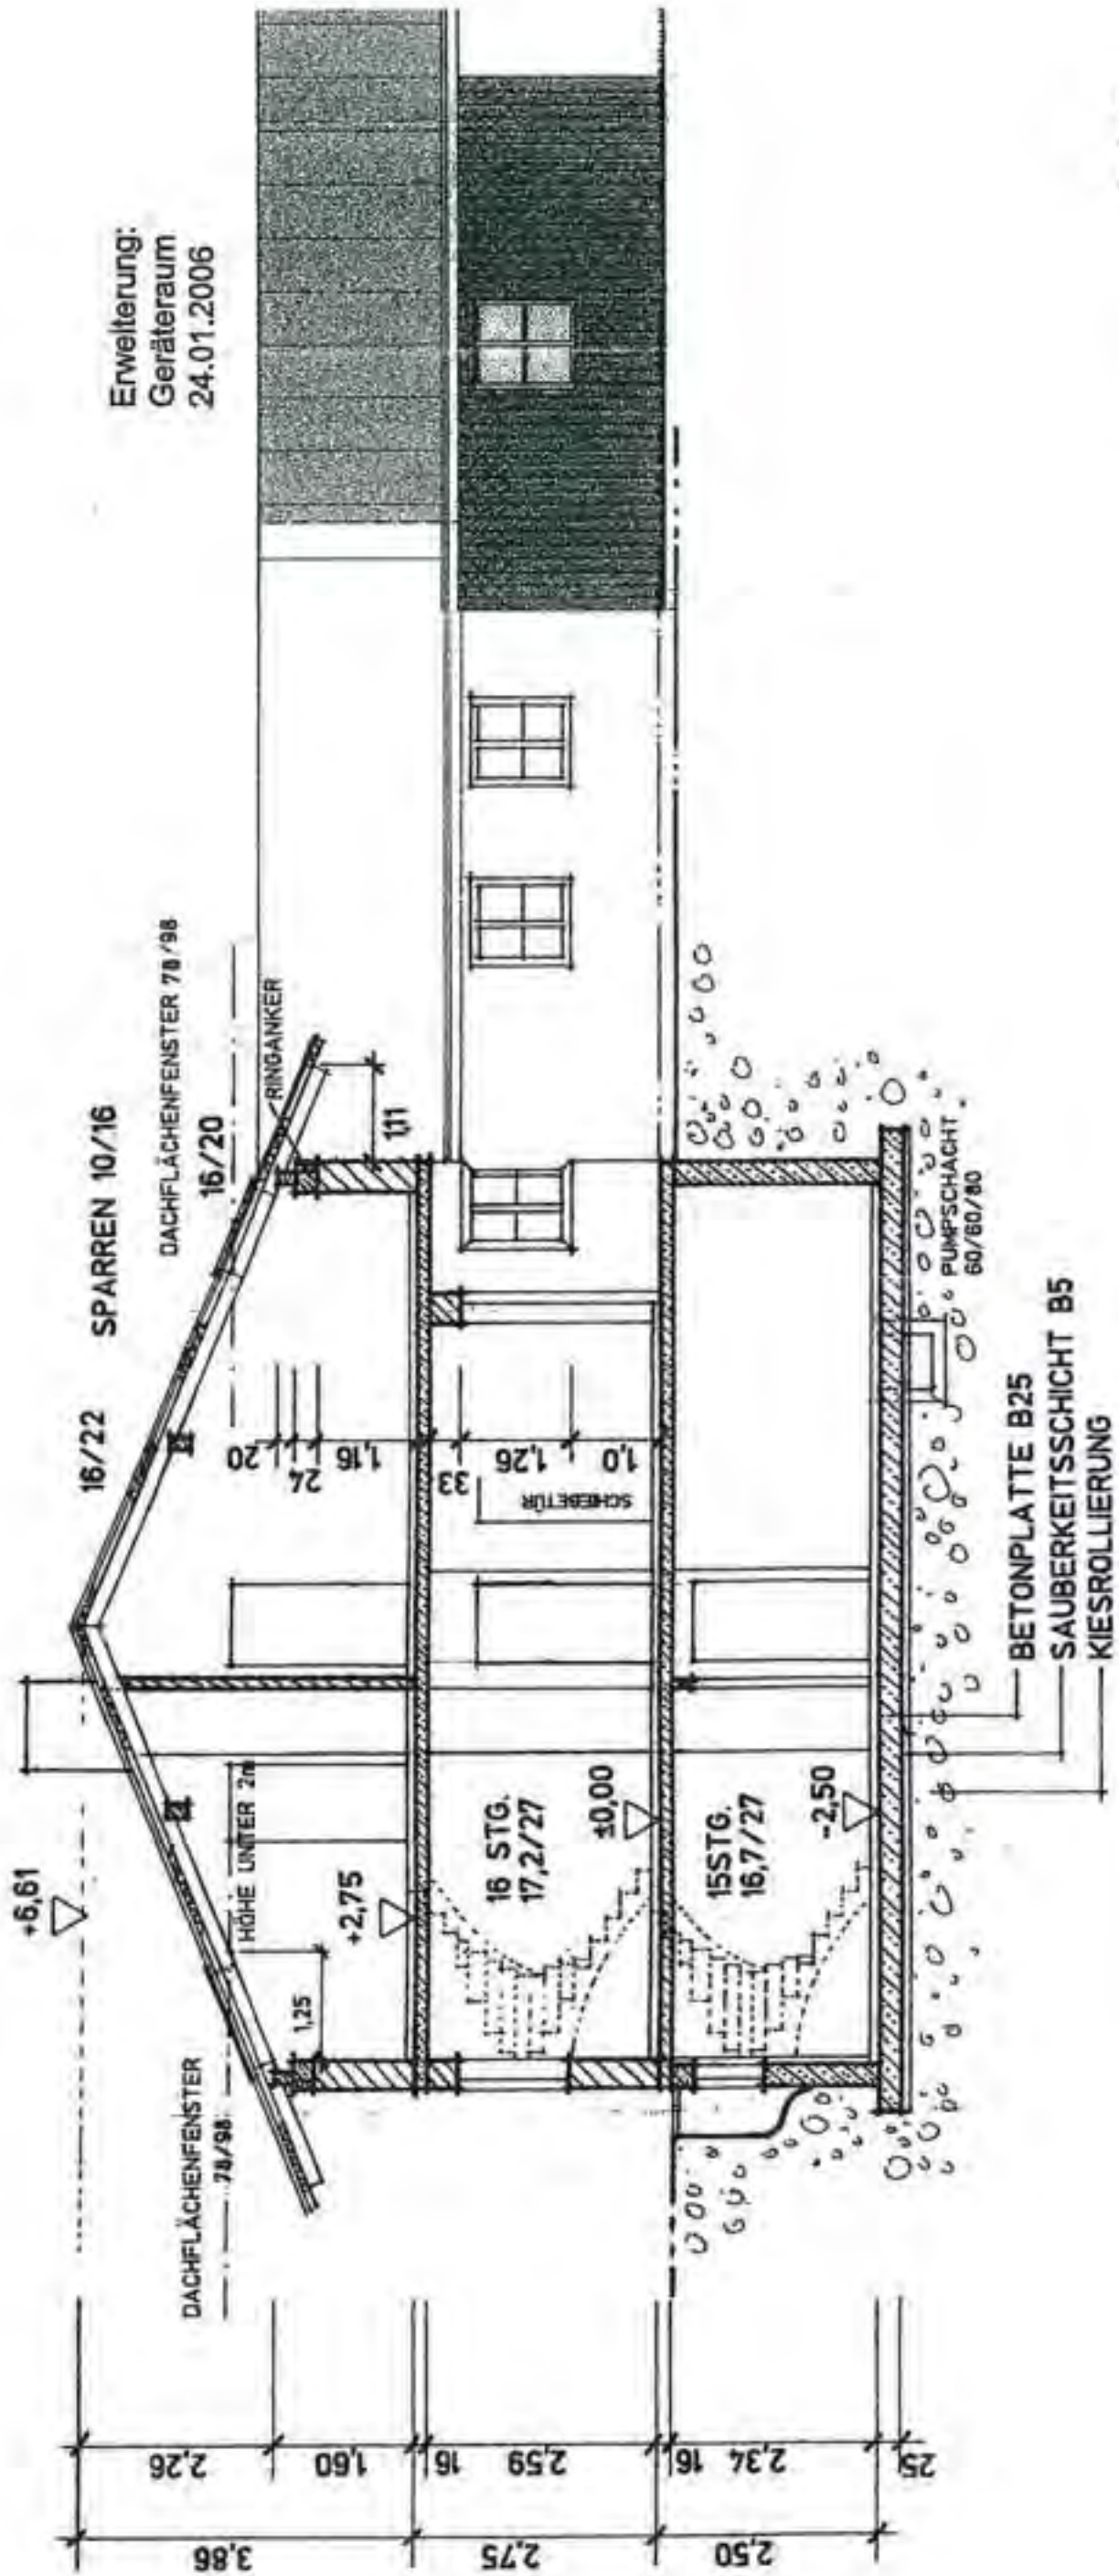 Erweiterung:
Geräteraum
24.01.2006
+6,61
16/22
SPARREN 10/16
DACHFLÄCHENFENSTER 78/98
16/20
RINGANKER
DACHFLÄCHENFENSTER
78/98
HÖHE UNTER 2m
1,25
+2,75
1,11
20
24
1,16
33
1,26
1,0
SCHIEBETÜR
16 STG.
17,2/27
±0,00
15STG.
16,7/27
-2,50
PUMPSCHACHT
60/60/80
BETONPLATTE B25
SAUBERKEITSSCHICHT B5
KIESROLLIERUNG
2,26
1,60
16
2,59
16
2,34
25
3,86
2,75
2,50